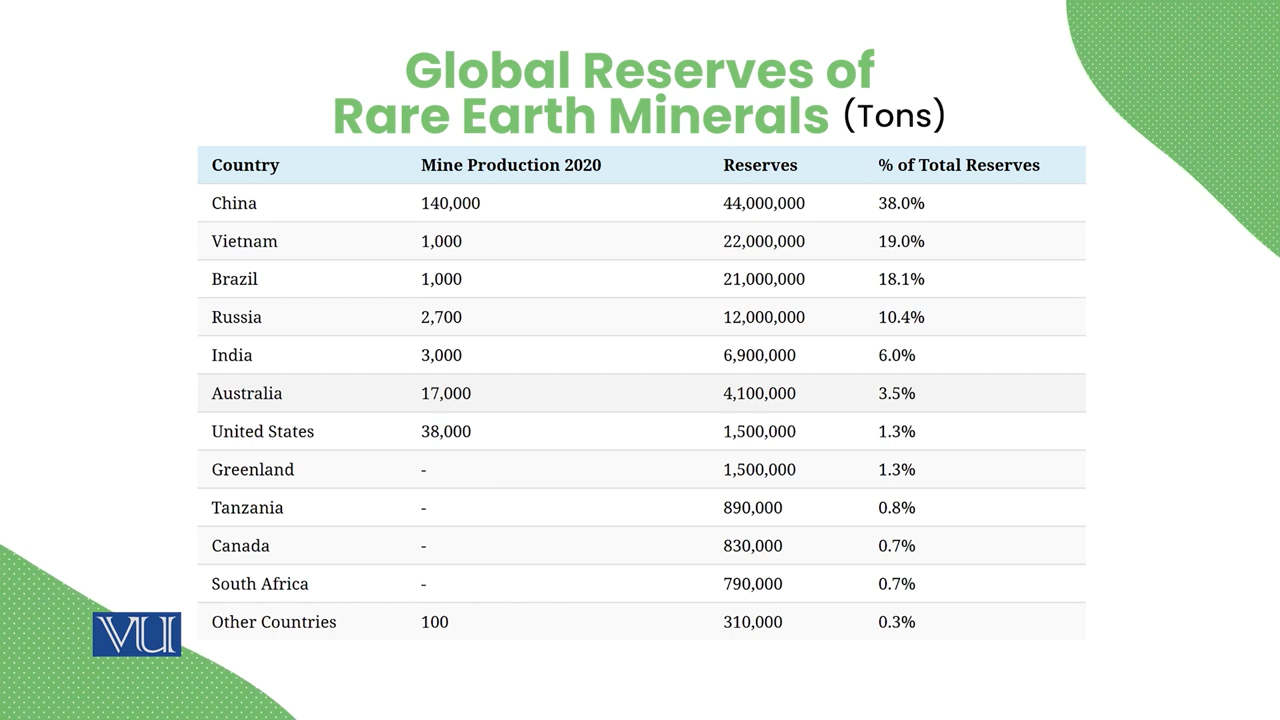 Global Reserves of
Rare Earth Minerals (Tons)
Country Mine Production 2020 Reserves % of Total Reserves
China 140,000 44,000,000 38.0%
Vietnam 1,000 22,000,000 19.0%
Brazil 1,000 21,000,000 18.1%
Russia 2,700 12,000,000 10.4%
India 3,000 6,900,000 6.0%
Australia 17,000 4,100,000 3.5%
United States 38,000 1,500,000 1.3%
Greenland - 1,500,000 1.3%
Tanzania - 890,000 0.8%
Canada - 830,000 0.7%
South Africa - 790,000 0.7%
Other Countries 100 310,000 0.3%
VU